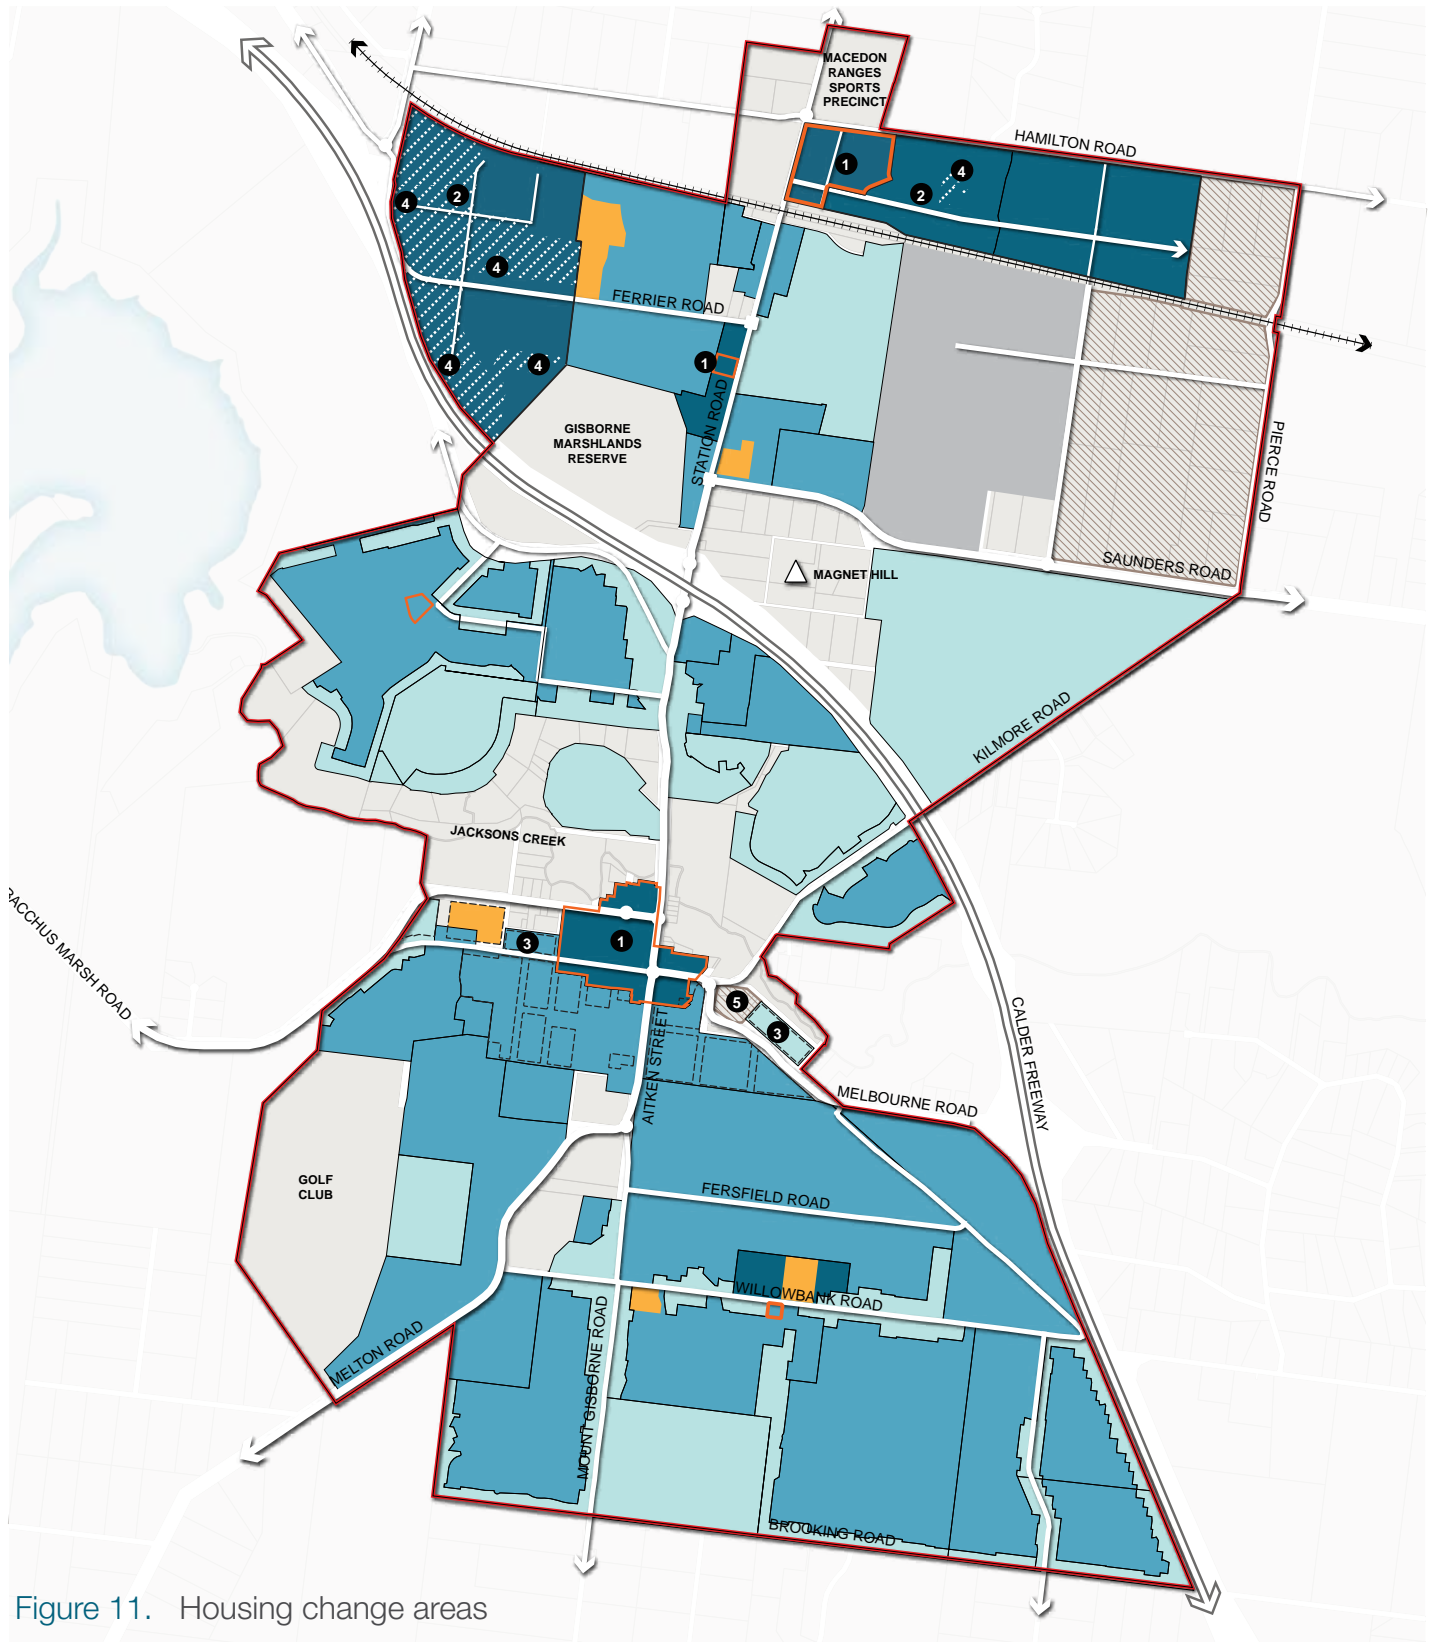 MACEDON
RANGES
SPORTS
PRECINCT
HAMILTON ROAD
1
4
2
2
4
4
FERRIER ROAD
1
4
4
STATION ROAD
GISBORNE
MARSHLANDS
RESERVE
PIERCE ROAD
SAUNDERS ROAD
MAGNET HILL
KILMORE ROAD
JACKSONS CREEK
BACCHUS MARSH ROAD
3
1
5
3
AITKEN STREET
CALDER FREEWAY
MELBOURNE ROAD
GOLF
CLUB
FERSFIELD ROAD
WILLOWBANK ROAD
MELTON ROAD
MOUNT GISBORNE ROAD
BROOKING ROAD
Figure 11. Housing change areas